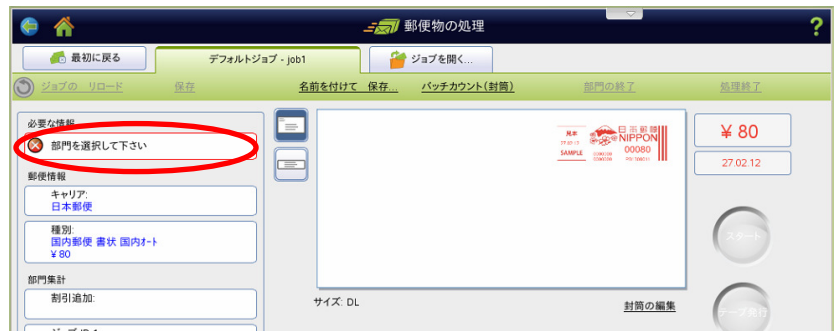 郵便物の処理
?
最初に戻る
デフォルトジョブ - job1
ジョブを開く...
ジョブの リロード
保存
名前を付けて 保存...
バッチカウント(封筒)
部門の終了
処理終了
必要な情報
部門を選択して下さい
郵便情報
キャリア:
日本郵便
種別:
国内郵便 書状 国内ｵｰﾄ
¥ 80
部門集計
割引追加:
見本
27.02.12
SAMPLE
日本郵便
NIPPON
00080
¥ 80
27.02.12
スタート
サイズ: DL
封筒の編集
テープ発行